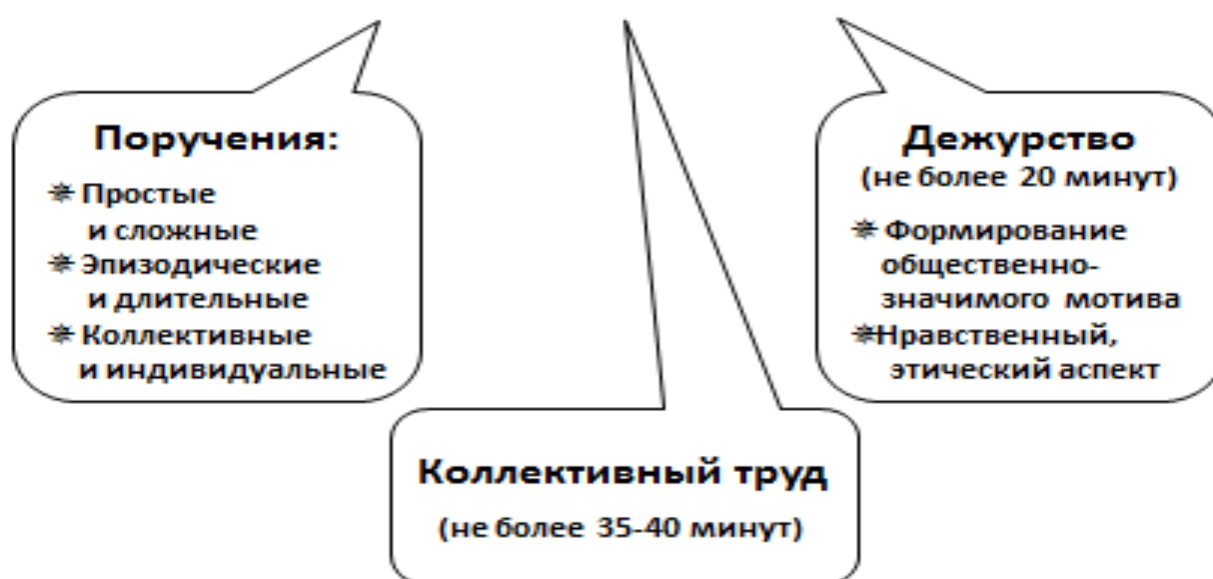 Поручения:
✵ Простые
и сложные
✵ Эпизодические
и длительные
✵ Коллективные
и индивидуальные
Дежурство
(не более 20 минут)
✵ Формирование
общественно-
значимого мотива
✵Нравственный,
этический аспект
Коллективный труд
(не более 35-40 минут)